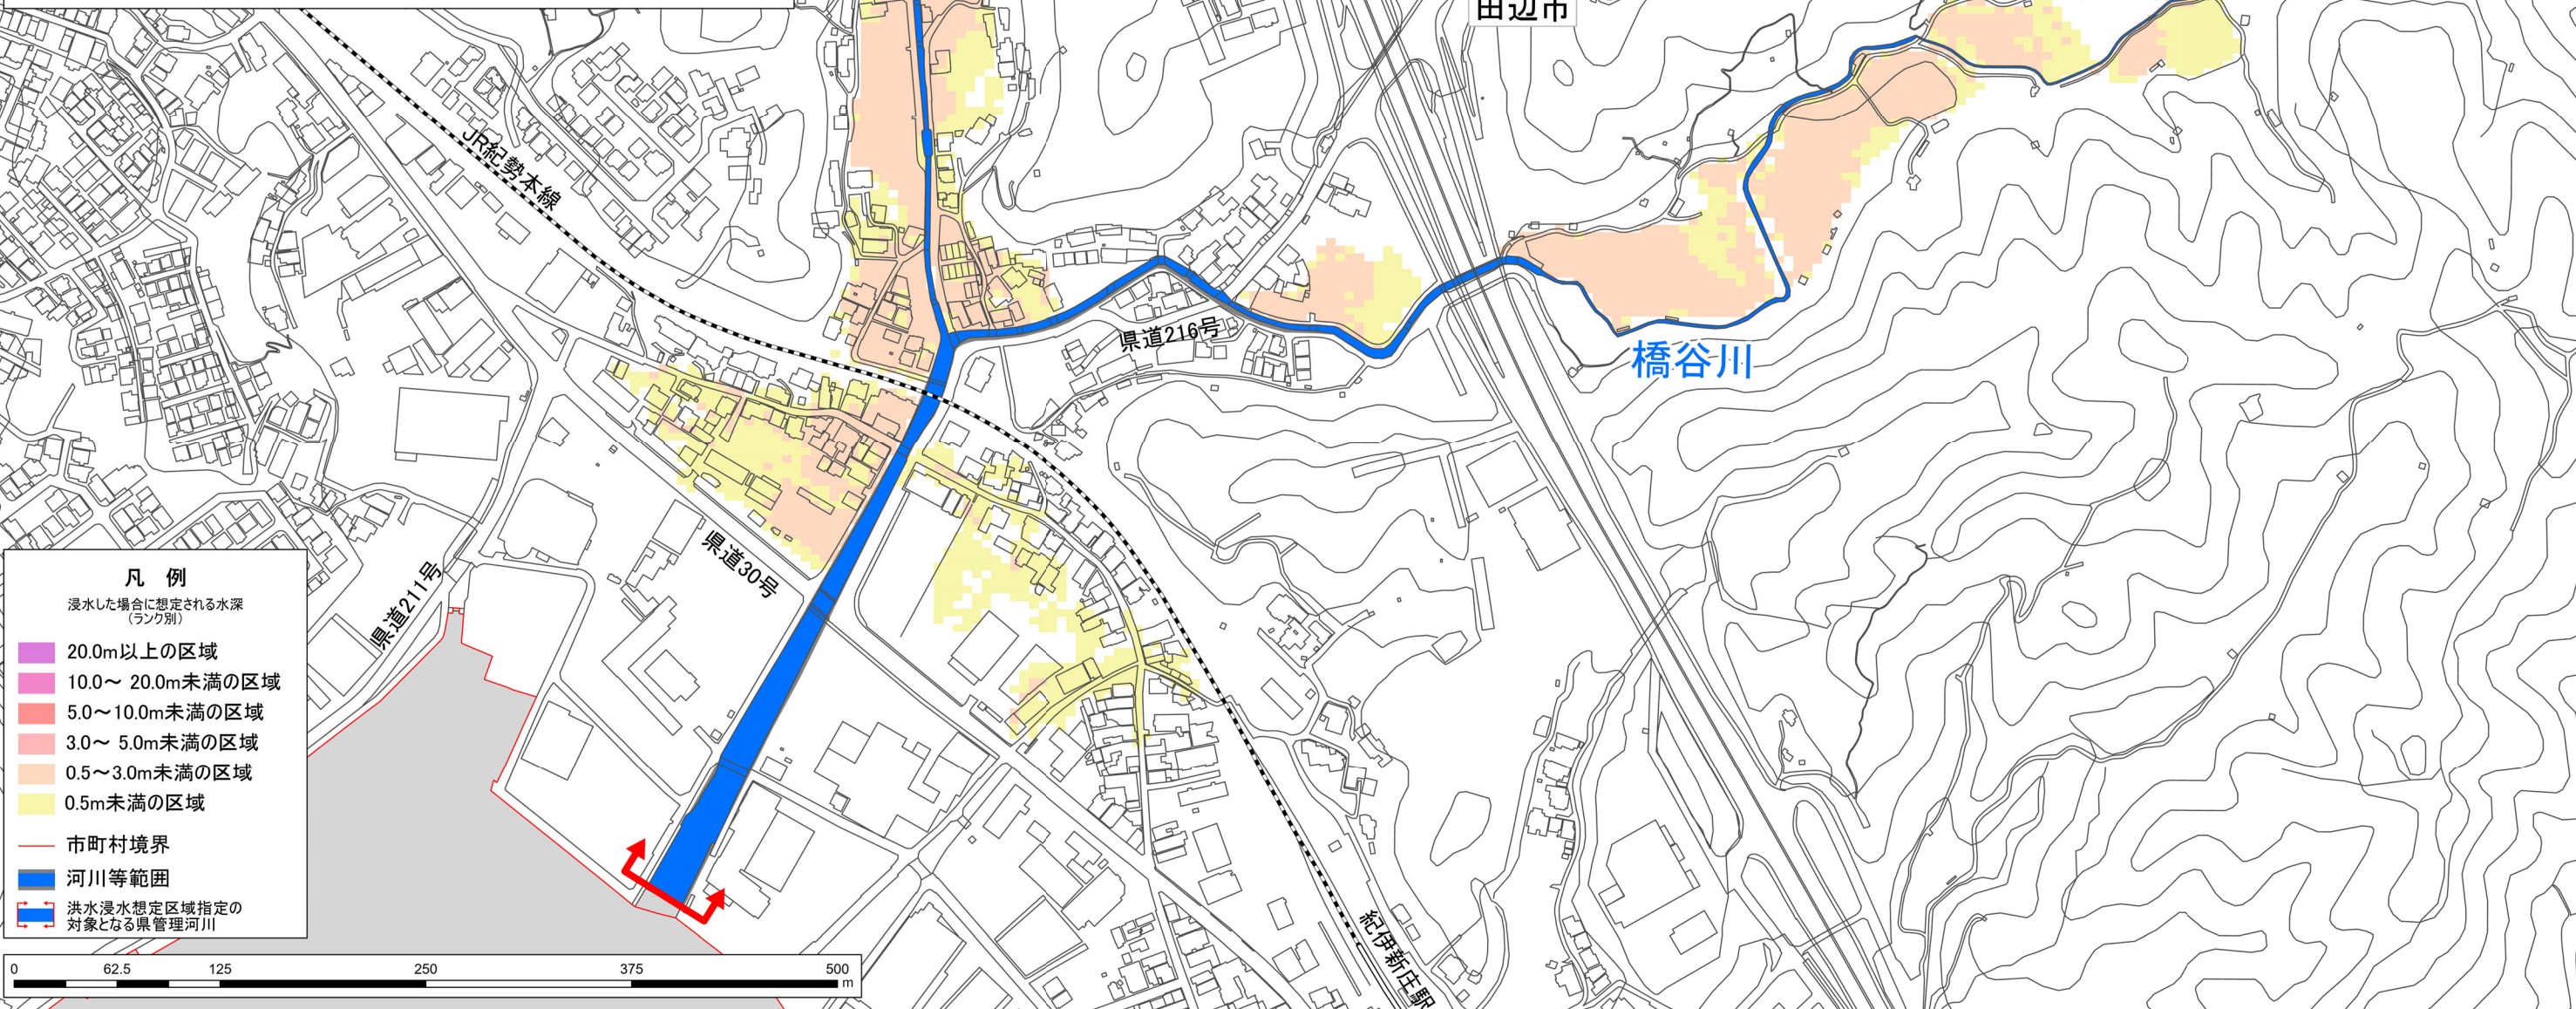 田辺市
JR紀勢本線
県道216号
橋谷川
県道30号
県道211号
紀伊新庄駅
凡 例
浸水した場合に想定される水深
(ランク別)
20.0m以上の区域
10.0～ 20.0m未満の区域
5.0～10.0m未満の区域
3.0～ 5.0m未満の区域
0.5～3.0m未満の区域
0.5m未満の区域
市町村境界
河川等範囲
洪水浸水想定区域指定の
対象となる県管理河川
0 62.5 125 250 375 500
m